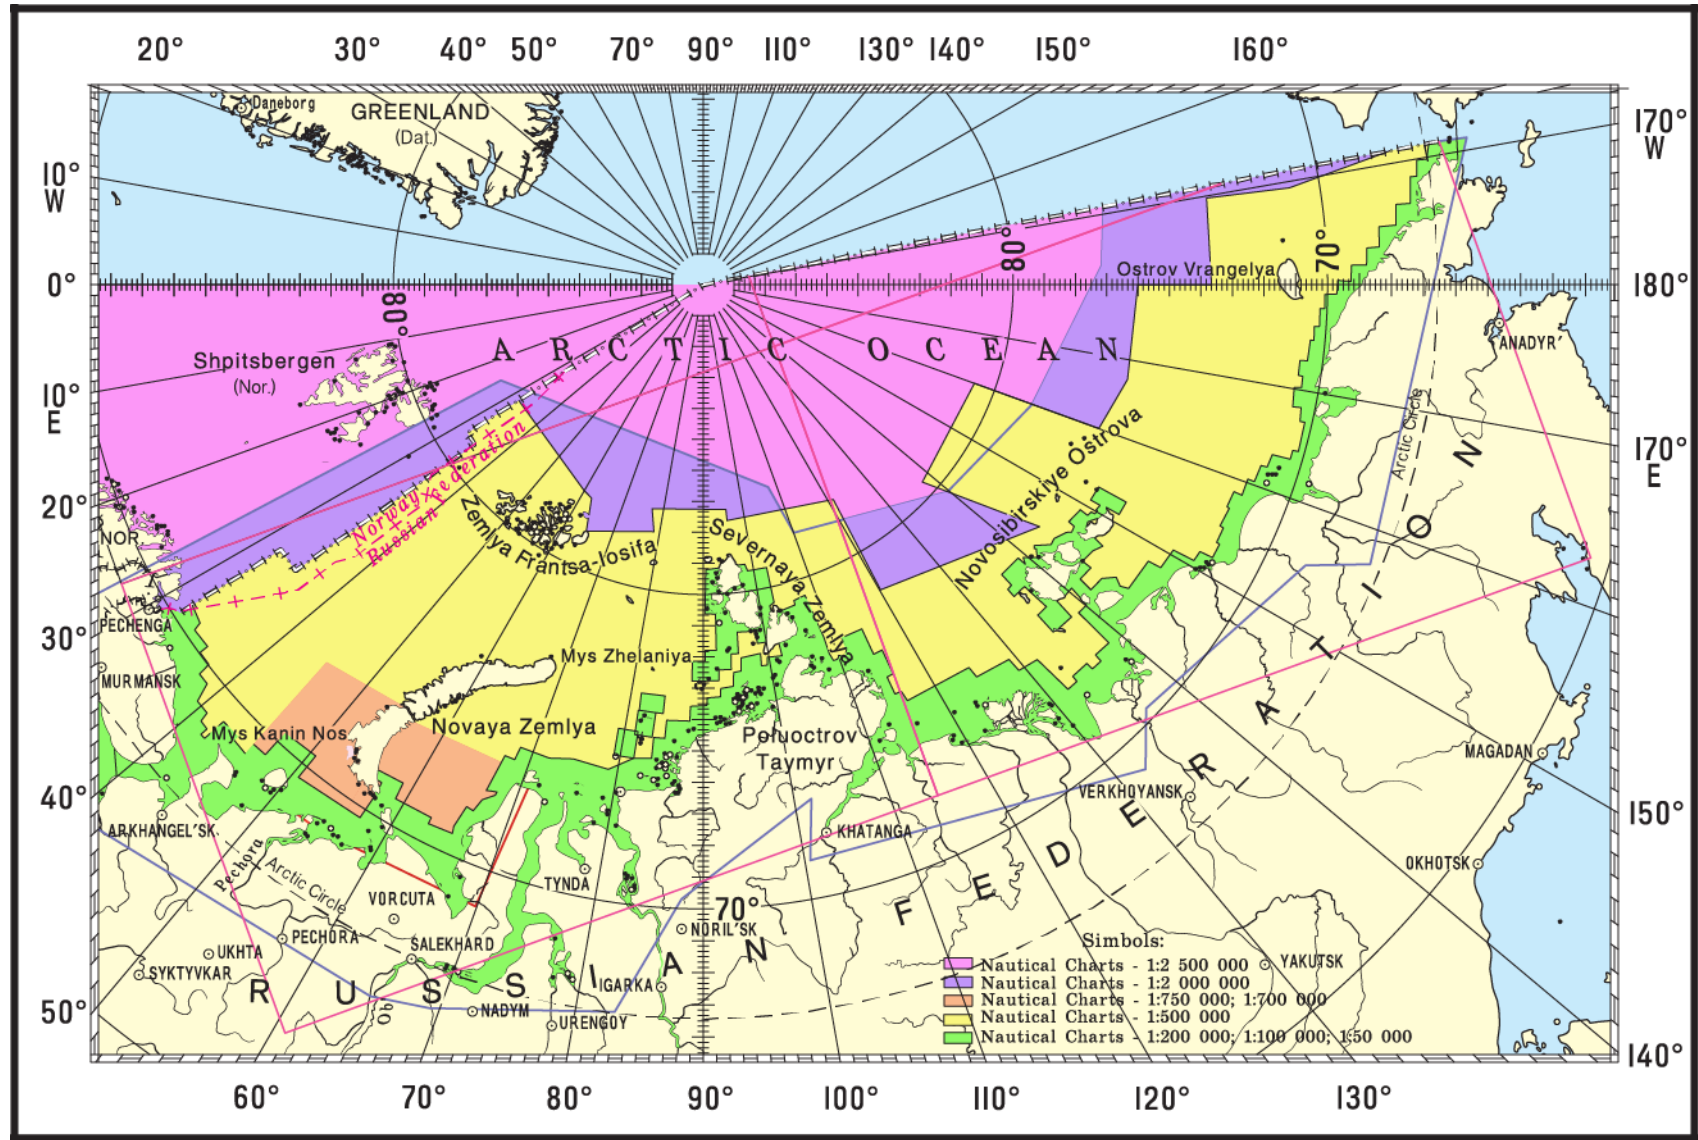 20° 30° 40° 50° 70° 90° 110° 130° 140° 150° 160°
Daneborg
GREENLAND
(Dat.)
170°
W
10°
W
80°
70°
Ostrov Vrangelya
0°
180°
80°
ARCTIC OCEAN
Shpitsbergen
(Nor.)
ANADYR'
10°
E
Arctic Circle
170°
E
Norway
Russian Federation
Zemlya Frantsa-Iosifa
Severnaya Zemlya
Novosibirskiye Ostrova
20°
160°
NOR.
PECHENGA
30°
Mys Zhelaniya
MURMANSK
Mys Kanin Nos
Novaya Zemlya
Poluoctrov
Taymyr
MAGADAN
40°
VERKHOYANSK
150°
ARKHANGEL'SK
KHATANGA
OKHOTSK
Pechora
Arctic Circle
TYNDA
VORCUTA
70°
NORIL'SK
PECHORA
SALEKHARD
UKHTA
SYKTYVKAR
IGARKA
YAKUTSK
RUSSIAN FEDERATION
50°
Ob
NADYM
URENGOY
Simbols:
Nautical Charts - 1:2 500 000
Nautical Charts - 1:2 000 000
Nautical Charts - 1:750 000; 1:700 000
Nautical Charts - 1:500 000
Nautical Charts - 1:200 000; 1:100 000; 1:50 000
140°
60° 70° 80° 90° 100° 110° 120° 130°